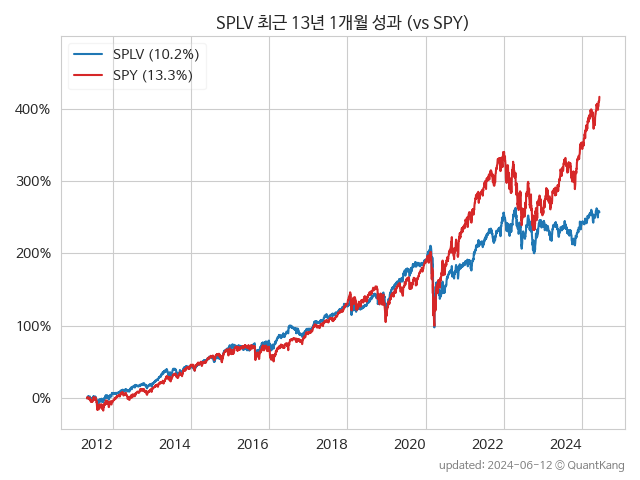 SPLV 최근 13년 1개월 성과 (vs SPY)
SPLV (10.2%)
SPY (13.3%)
400%
300%
200%
100%
0%
2012 2014 2016 2018 2020 2022 2024
updated: 2024-06-12 © QuantKang